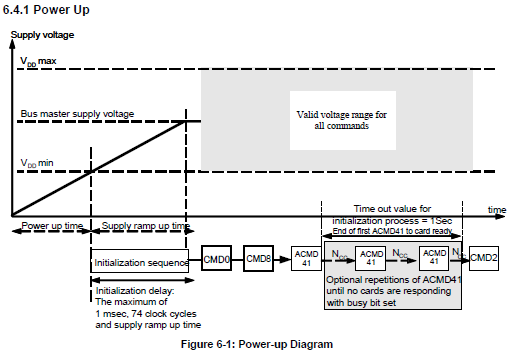 6.4.1 Power Up
Supply voltage
VDD max
Bus master supply voltage
Valid voltage range for
all commands
VDD min
Time out value for
initialization process = 1Sec
End of first ACMD41 to card ready
time
Power up time
Supply ramp up time
Initialization sequence
CMD0
CMD8
ACMD
41
NCC
ACMD
41
NCC
ACMD
41
NCC
CMD2
Optional repetitions of ACMD41
until no cards are responding
with busy bit set
Initialization delay:
The maximum of
1 msec, 74 clock cycles
and supply ramp up time
Figure 6-1: Power-up Diagram